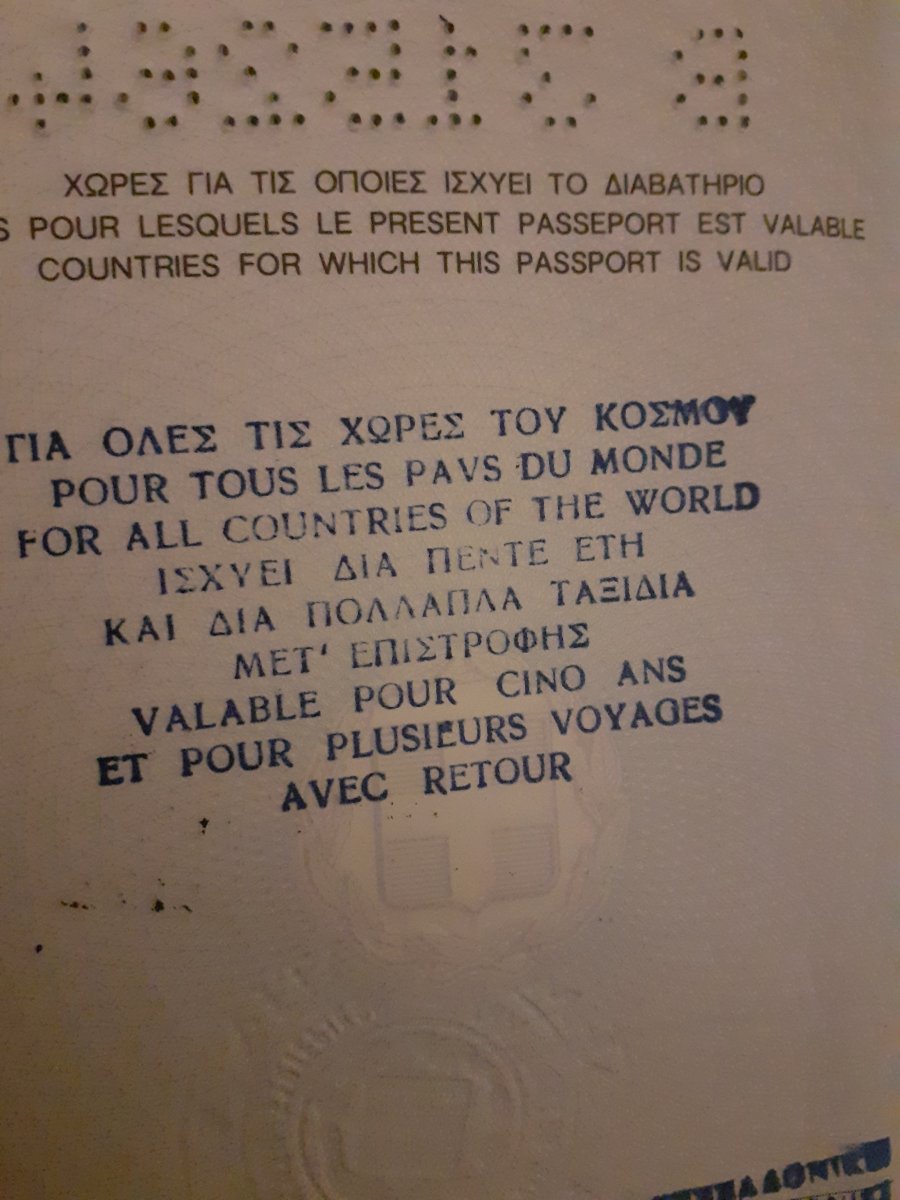 ΧΩΡΕΣ ΓΙΑ ΤΙΣ ΟΠΟΙΕΣ ΙΣΧΥΕΙ ΤΟ ΔΙΑΒΑΤΗΡΙΟ
POUR LESQUELS LE PRESENT PASSEPORT EST VALABLE
COUNTRIES FOR WHICH THIS PASSPORT IS VALID
ΓΙΑ ΟΛΕΣ ΤΙΣ ΧΩΡΕΣ ΤΟΥ ΚΟΣΜΟΥ
POUR TOUS LES PAVS DU MONDE
FOR ALL COUNTRIES OF THE WORLD
ΙΣΧΥΕΙ ΔΙΑ ΠΕΝΤΕ ΕΤΗ
ΚΑΙ ΔΙΑ ΠΟΛΛΑΠΛΑ ΤΑΞΙΔΙΑ
ΜΕΤ' ΕΠΙΣΤΡΟΦΗΣ
VALABLE POUR CINO ANS
ET POUR PLUSIEURS VOYAGES
AVEC RETOUR